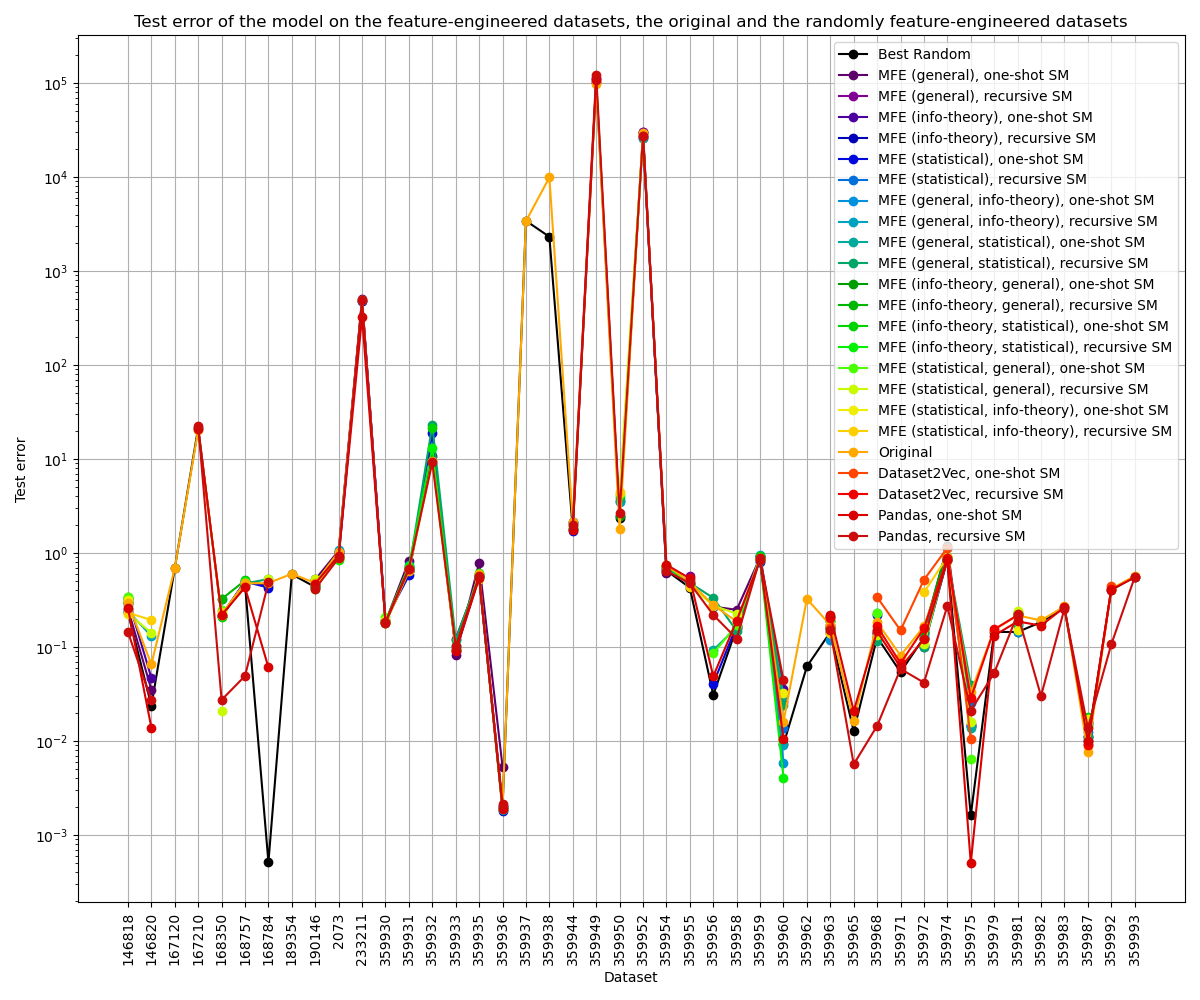 Test error of the model on the feature-engineered datasets, the original and the randomly feature-engineered datasets
Best Random
MFE (general), one-shot SM
MFE (general), recursive SM
MFE (info-theory), one-shot SM
MFE (info-theory), recursive SM
MFE (statistical), one-shot SM
MFE (statistical), recursive SM
MFE (general, info-theory), one-shot SM
MFE (general, info-theory), recursive SM
MFE (general, statistical), one-shot SM
MFE (general, statistical), recursive SM
MFE (info-theory, general), one-shot SM
MFE (info-theory, general), recursive SM
MFE (info-theory, statistical), one-shot SM
MFE (info-theory, statistical), recursive SM
MFE (statistical, general), one-shot SM
MFE (statistical, general), recursive SM
MFE (statistical, info-theory), one-shot SM
MFE (statistical, info-theory), recursive SM
Original
Dataset2Vec, one-shot SM
Dataset2Vec, recursive SM
Pandas, one-shot SM
Pandas, recursive SM
Test error
10⁵
10⁴
10³
10²
10¹
10⁰
10⁻¹
10⁻²
10⁻³
146818
146820
167120
167210
168350
168757
168784
189354
190146
2073
233211
359930
359931
359932
359933
359935
359936
359937
359938
359944
359949
359950
359952
359954
359955
359956
359958
359959
359960
359962
359963
359965
359968
359971
359972
359974
359975
359979
359981
359982
359983
359987
359992
359993
Dataset